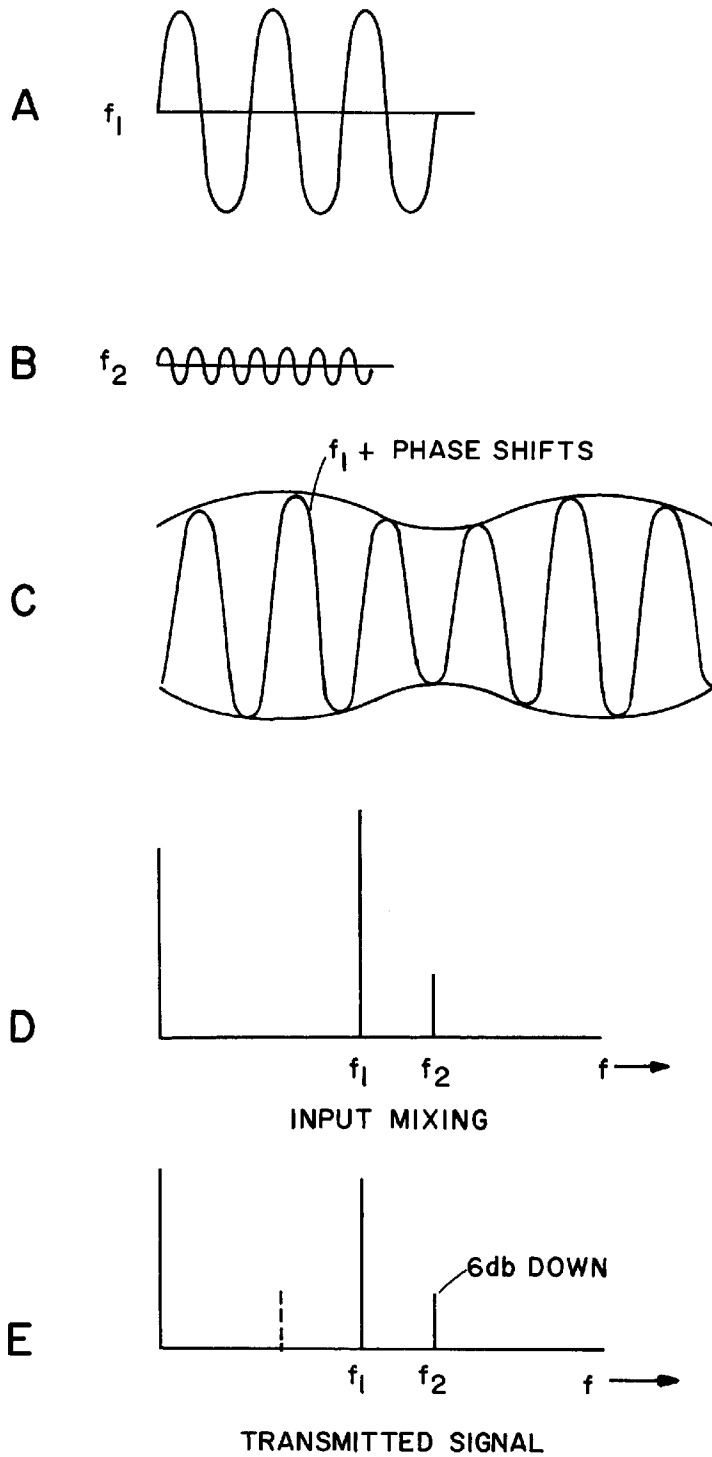 A f₁
B f₂
f₁ + PHASE SHIFTS
C
D
f₁ f₂ f
INPUT MIXING
6db DOWN
E
f₁ f₂ f
TRANSMITTED SIGNAL